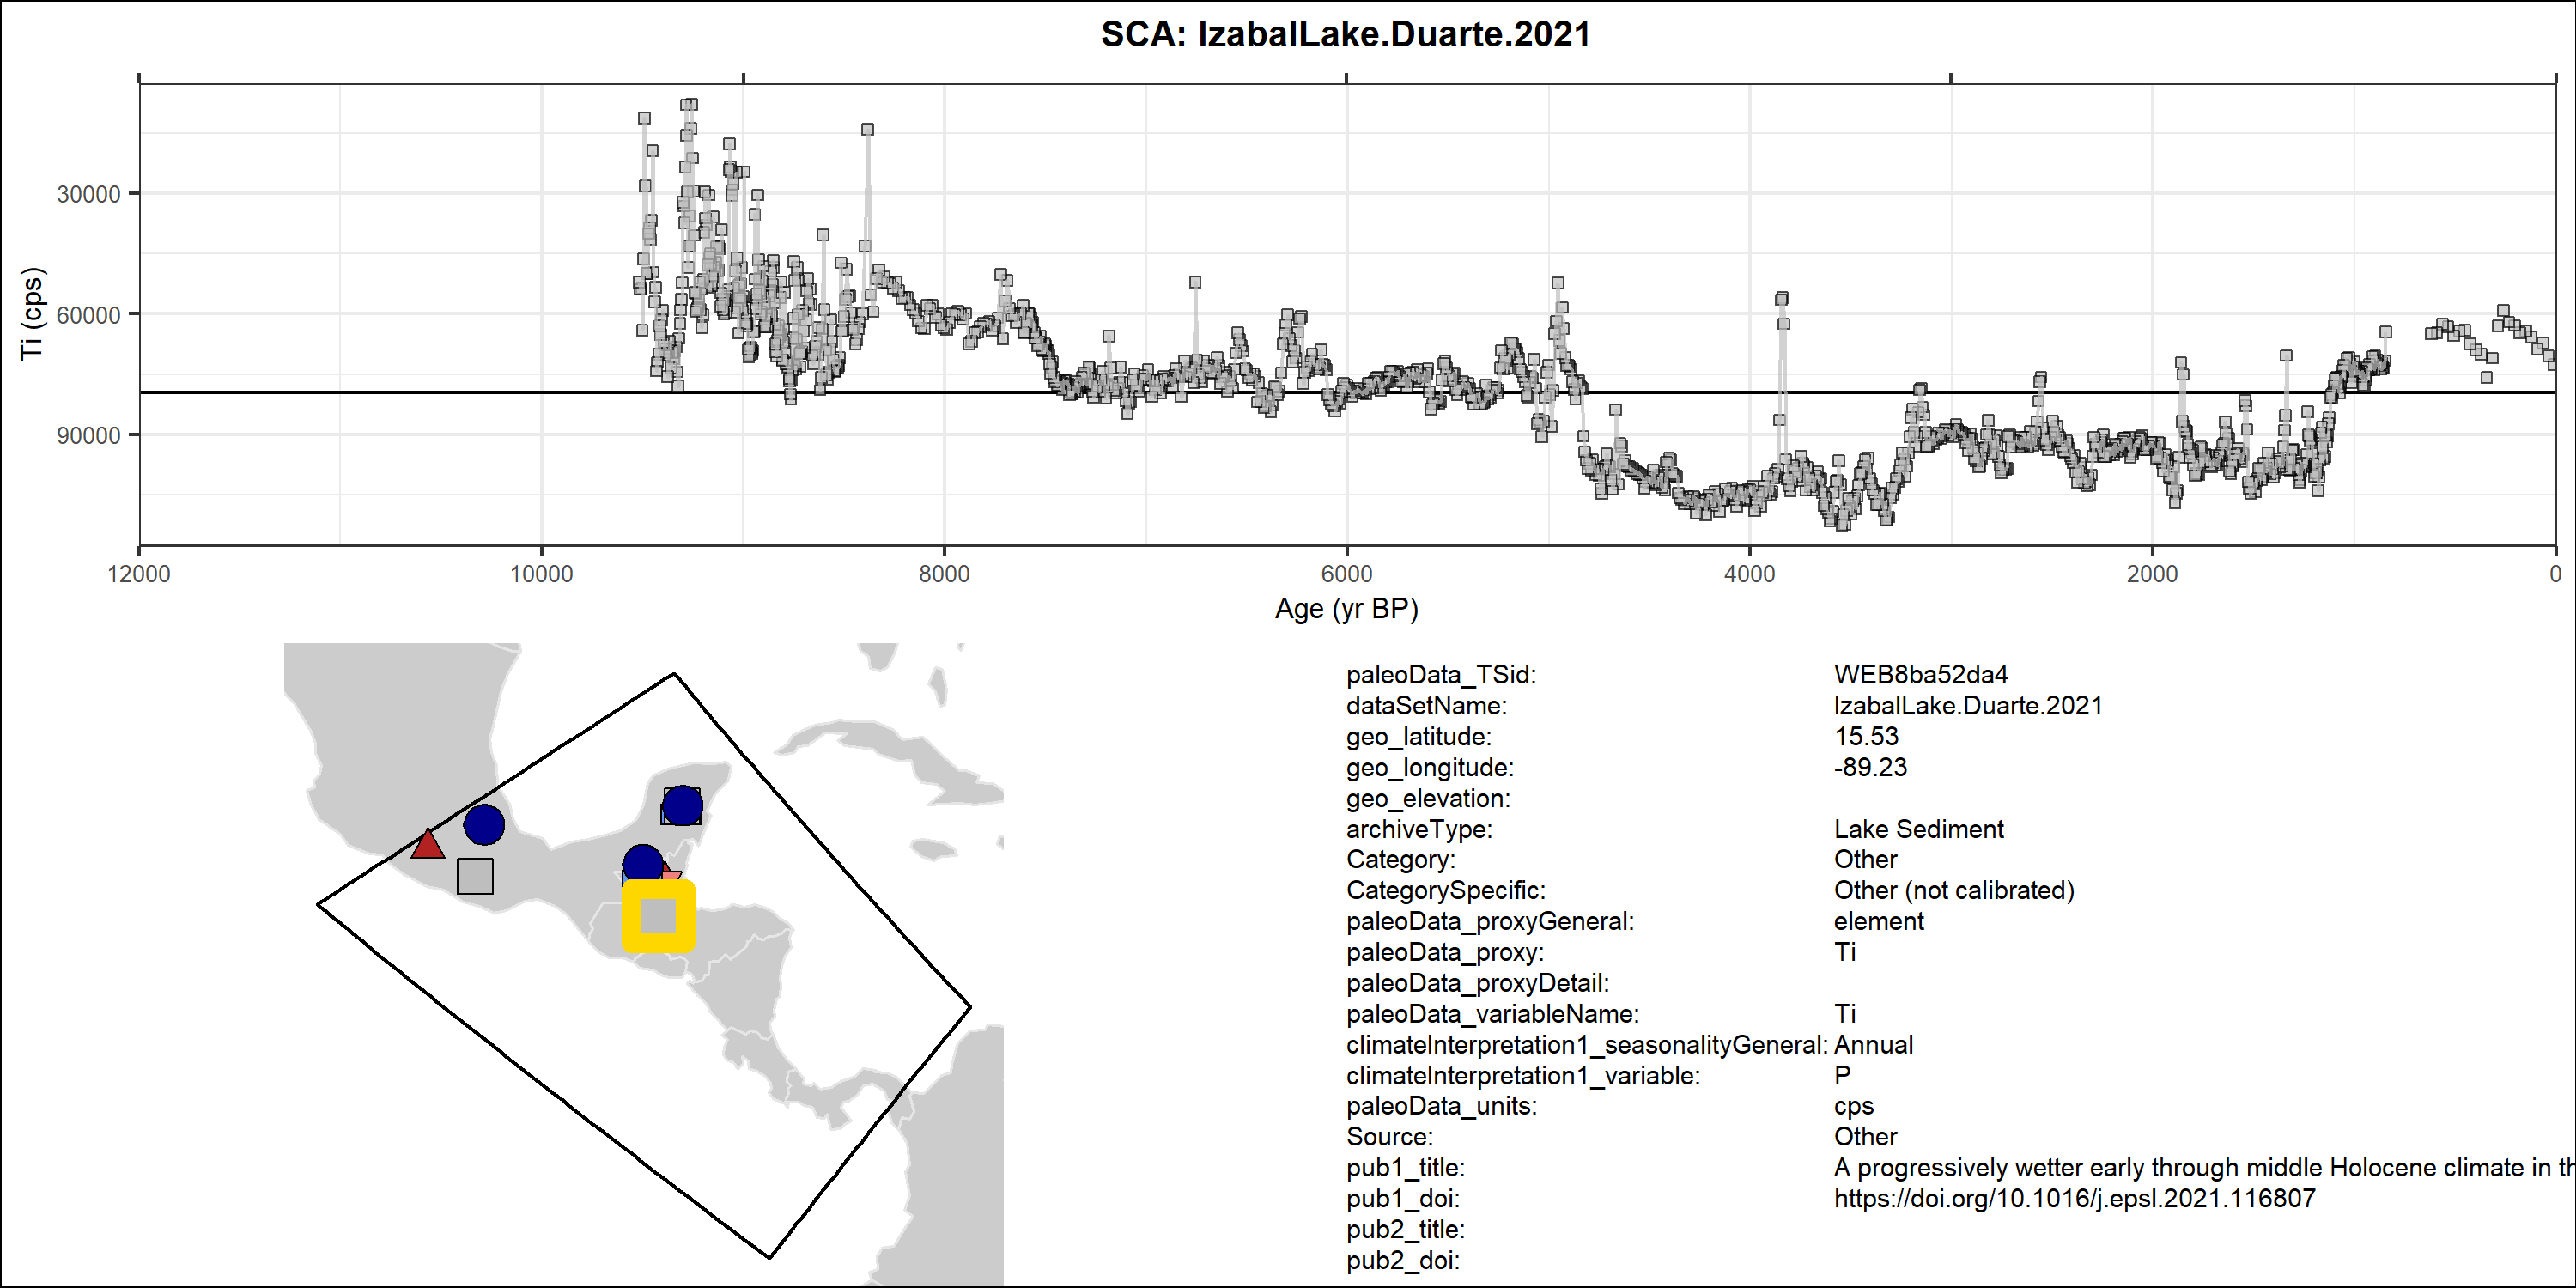 SCA: IzabalLake.Duarte.2021
Ti (cps)
30000
60000
90000
12000 10000 8000 6000 4000 2000 0
Age (yr BP)
paleoData_TSid: WEB8ba52da4
dataSetName: IzabalLake.Duarte.2021
geo_latitude: 15.53
geo_longitude: -89.23
geo_elevation:
archiveType: Lake Sediment
Category: Other
CategorySpecific: Other (not calibrated)
paleoData_proxyGeneral: element
paleoData_proxy: Ti
paleoData_proxyDetail:
paleoData_variableName: Ti
climateInterpretation1_seasonalityGeneral: Annual
climateInterpretation1_variable: P
paleoData_units: cps
Source: Other
pub1_title: A progressively wetter early through middle Holocene climate in th
pub1_doi: https://doi.org/10.1016/j.epsl.2021.116807
pub2_title:
pub2_doi: